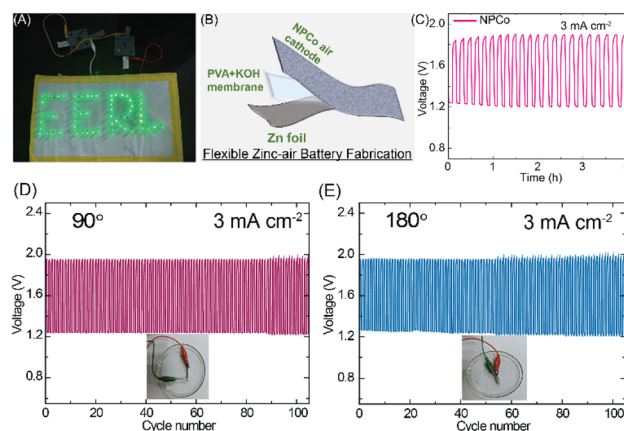 (A)
EERL
(B)
NPCo air
cathode
PVA+KOH
membrane
Zn foil
Flexible Zinc-air Battery Fabrication
(C)
NPCo
3 mA cm⁻²
Voltage (V)
2.0
1.6
1.2
0.8
0 1 2 3 4
Time (h)
(D)
90°
3 mA cm⁻²
Voltage (V)
2.4
2.0
1.6
1.2
0.8
0 20 40 60 80 100
Cycle number
(E)
180°
3 mA cm⁻²
Voltage (V)
2.4
2.0
1.6
1.2
0.8
0 20 40 60 80 100
Cycle number